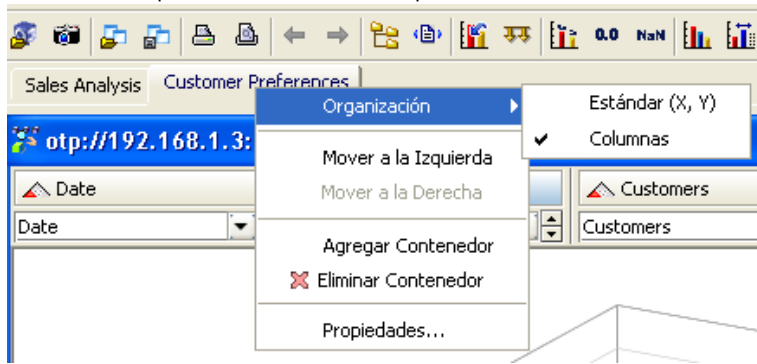 0.0 NaN
Sales Analysis Customer Preferences
Organización Estándar (X, Y)
otp://192.168.1.3: Columnas
Mover a la Izquierda
Date Mover a la Derecha Customers
Date Customers
Agregar Contenedor
Eliminar Contenedor
Propiedades...